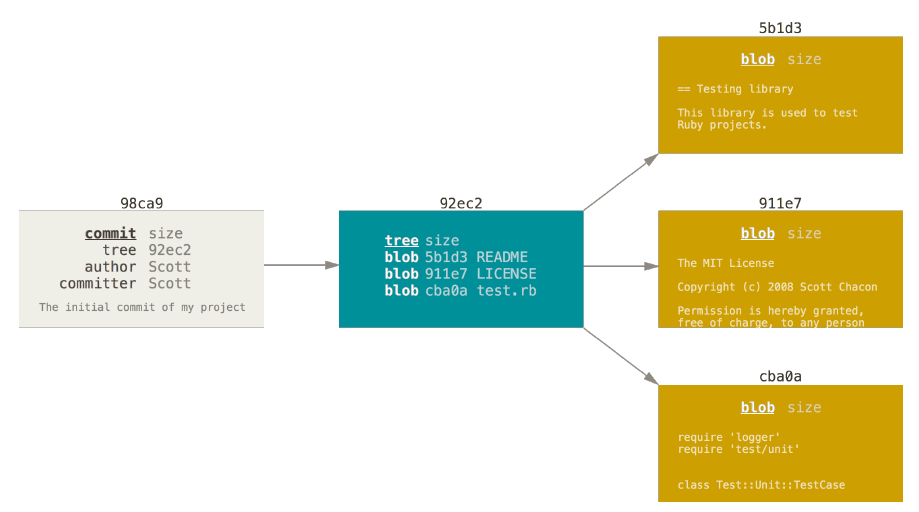 98ca9
commit size
tree 92ec2
author Scott
committer Scott
The initial commit of my project
92ec2
tree size
blob 5b1d3 README
blob 911e7 LICENSE
blob cba0a test.rb
5b1d3
blob size
== Testing library
This library is used to test
Ruby projects.
911e7
blob size
The MIT License
Copyright (c) 2008 Scott Chacon
Permission is hereby granted,
free of charge, to any person
cba0a
blob size
require 'logger'
require 'test/unit'
class Test::Unit::TestCase